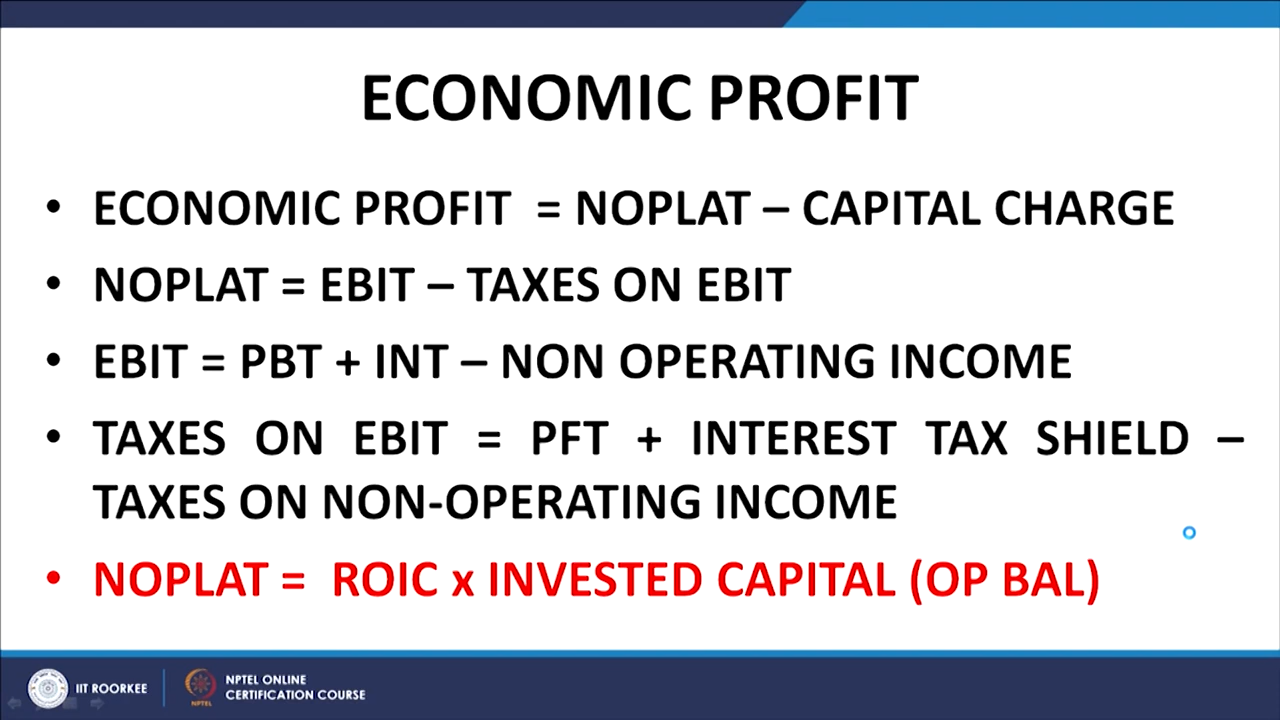 ECONOMIC PROFIT
• ECONOMIC PROFIT = NOPLAT – CAPITAL CHARGE
• NOPLAT = EBIT – TAXES ON EBIT
• EBIT = PBT + INT – NON OPERATING INCOME
• TAXES ON EBIT = PFT + INTEREST TAX SHIELD –
TAXES ON NON-OPERATING INCOME
• NOPLAT = ROIC x INVESTED CAPITAL (OP BAL)
IIT ROORKEE
NPTEL
NPTEL ONLINE
CERTIFICATION COURSE